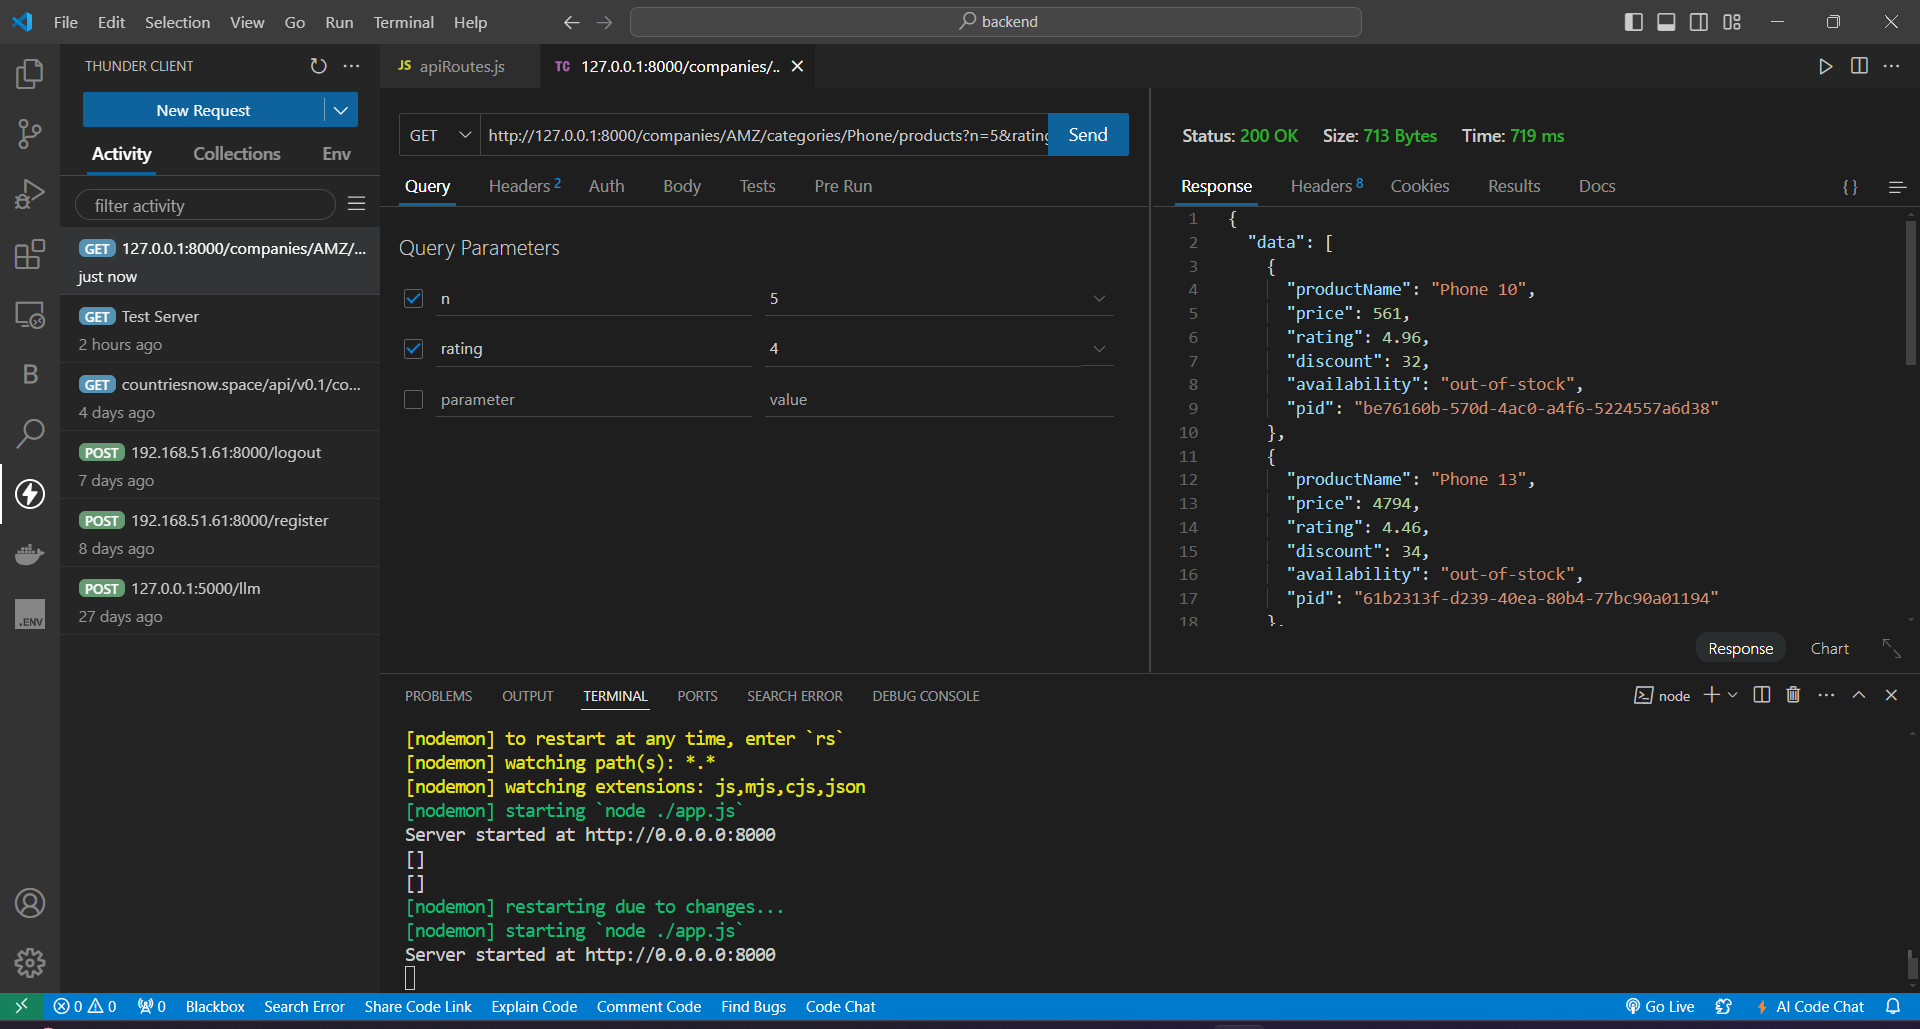 File Edit Selection View Go Run Terminal Help
backend
THUNDER CLIENT
New Request
Activity Collections Env
filter activity
GET 127.0.0.1:8000/companies/AMZ/...
just now
GET Test Server
2 hours ago
GET countriesnow.space/api/v0.1/co...
4 days ago
POST 192.168.51.61:8000/logout
7 days ago
POST 192.168.51.61:8000/register
8 days ago
POST 127.0.0.1:5000/llm
27 days ago
B
.ENV
JS apiRoutes.js
TC 127.0.0.1:8000/companies/..
GET http://127.0.0.1:8000/companies/AMZ/categories/Phone/products?n=5&rating Send
Query Headers 2 Auth Body Tests Pre Run
Query Parameters
n 5
rating 4
parameter value
Status: 200 OK Size: 713 Bytes Time: 719 ms
Response Headers 8 Cookies Results Docs {}
1 {
2 "data": [
3 {
4 "productName": "Phone 10",
5 "price": 561,
6 "rating": 4.96,
7 "discount": 32,
8 "availability": "out-of-stock",
9 "pid": "be76160b-570d-4ac0-a4f6-5224557a6d38"
10 },
11 {
12 "productName": "Phone 13",
13 "price": 4794,
14 "rating": 4.46,
15 "discount": 34,
16 "availability": "out-of-stock",
17 "pid": "61b2313f-d239-40ea-80b4-77bc90a01194"
18 },
Response Chart
PROBLEMS OUTPUT TERMINAL PORTS SEARCH ERROR DEBUG CONSOLE
node
[nodemon] to restart at any time, enter `rs`
[nodemon] watching path(s): *.*
[nodemon] watching extensions: js,mjs,cjs,json
[nodemon] starting `node ./app.js`
Server started at http://0.0.0.0:8000
[]
[]
[nodemon] restarting due to changes...
[nodemon] starting `node ./app.js`
Server started at http://0.0.0.0:8000
0 0 0 Blackbox Search Error Share Code Link Explain Code Comment Code Find Bugs Code Chat
Go Live AI Code Chat